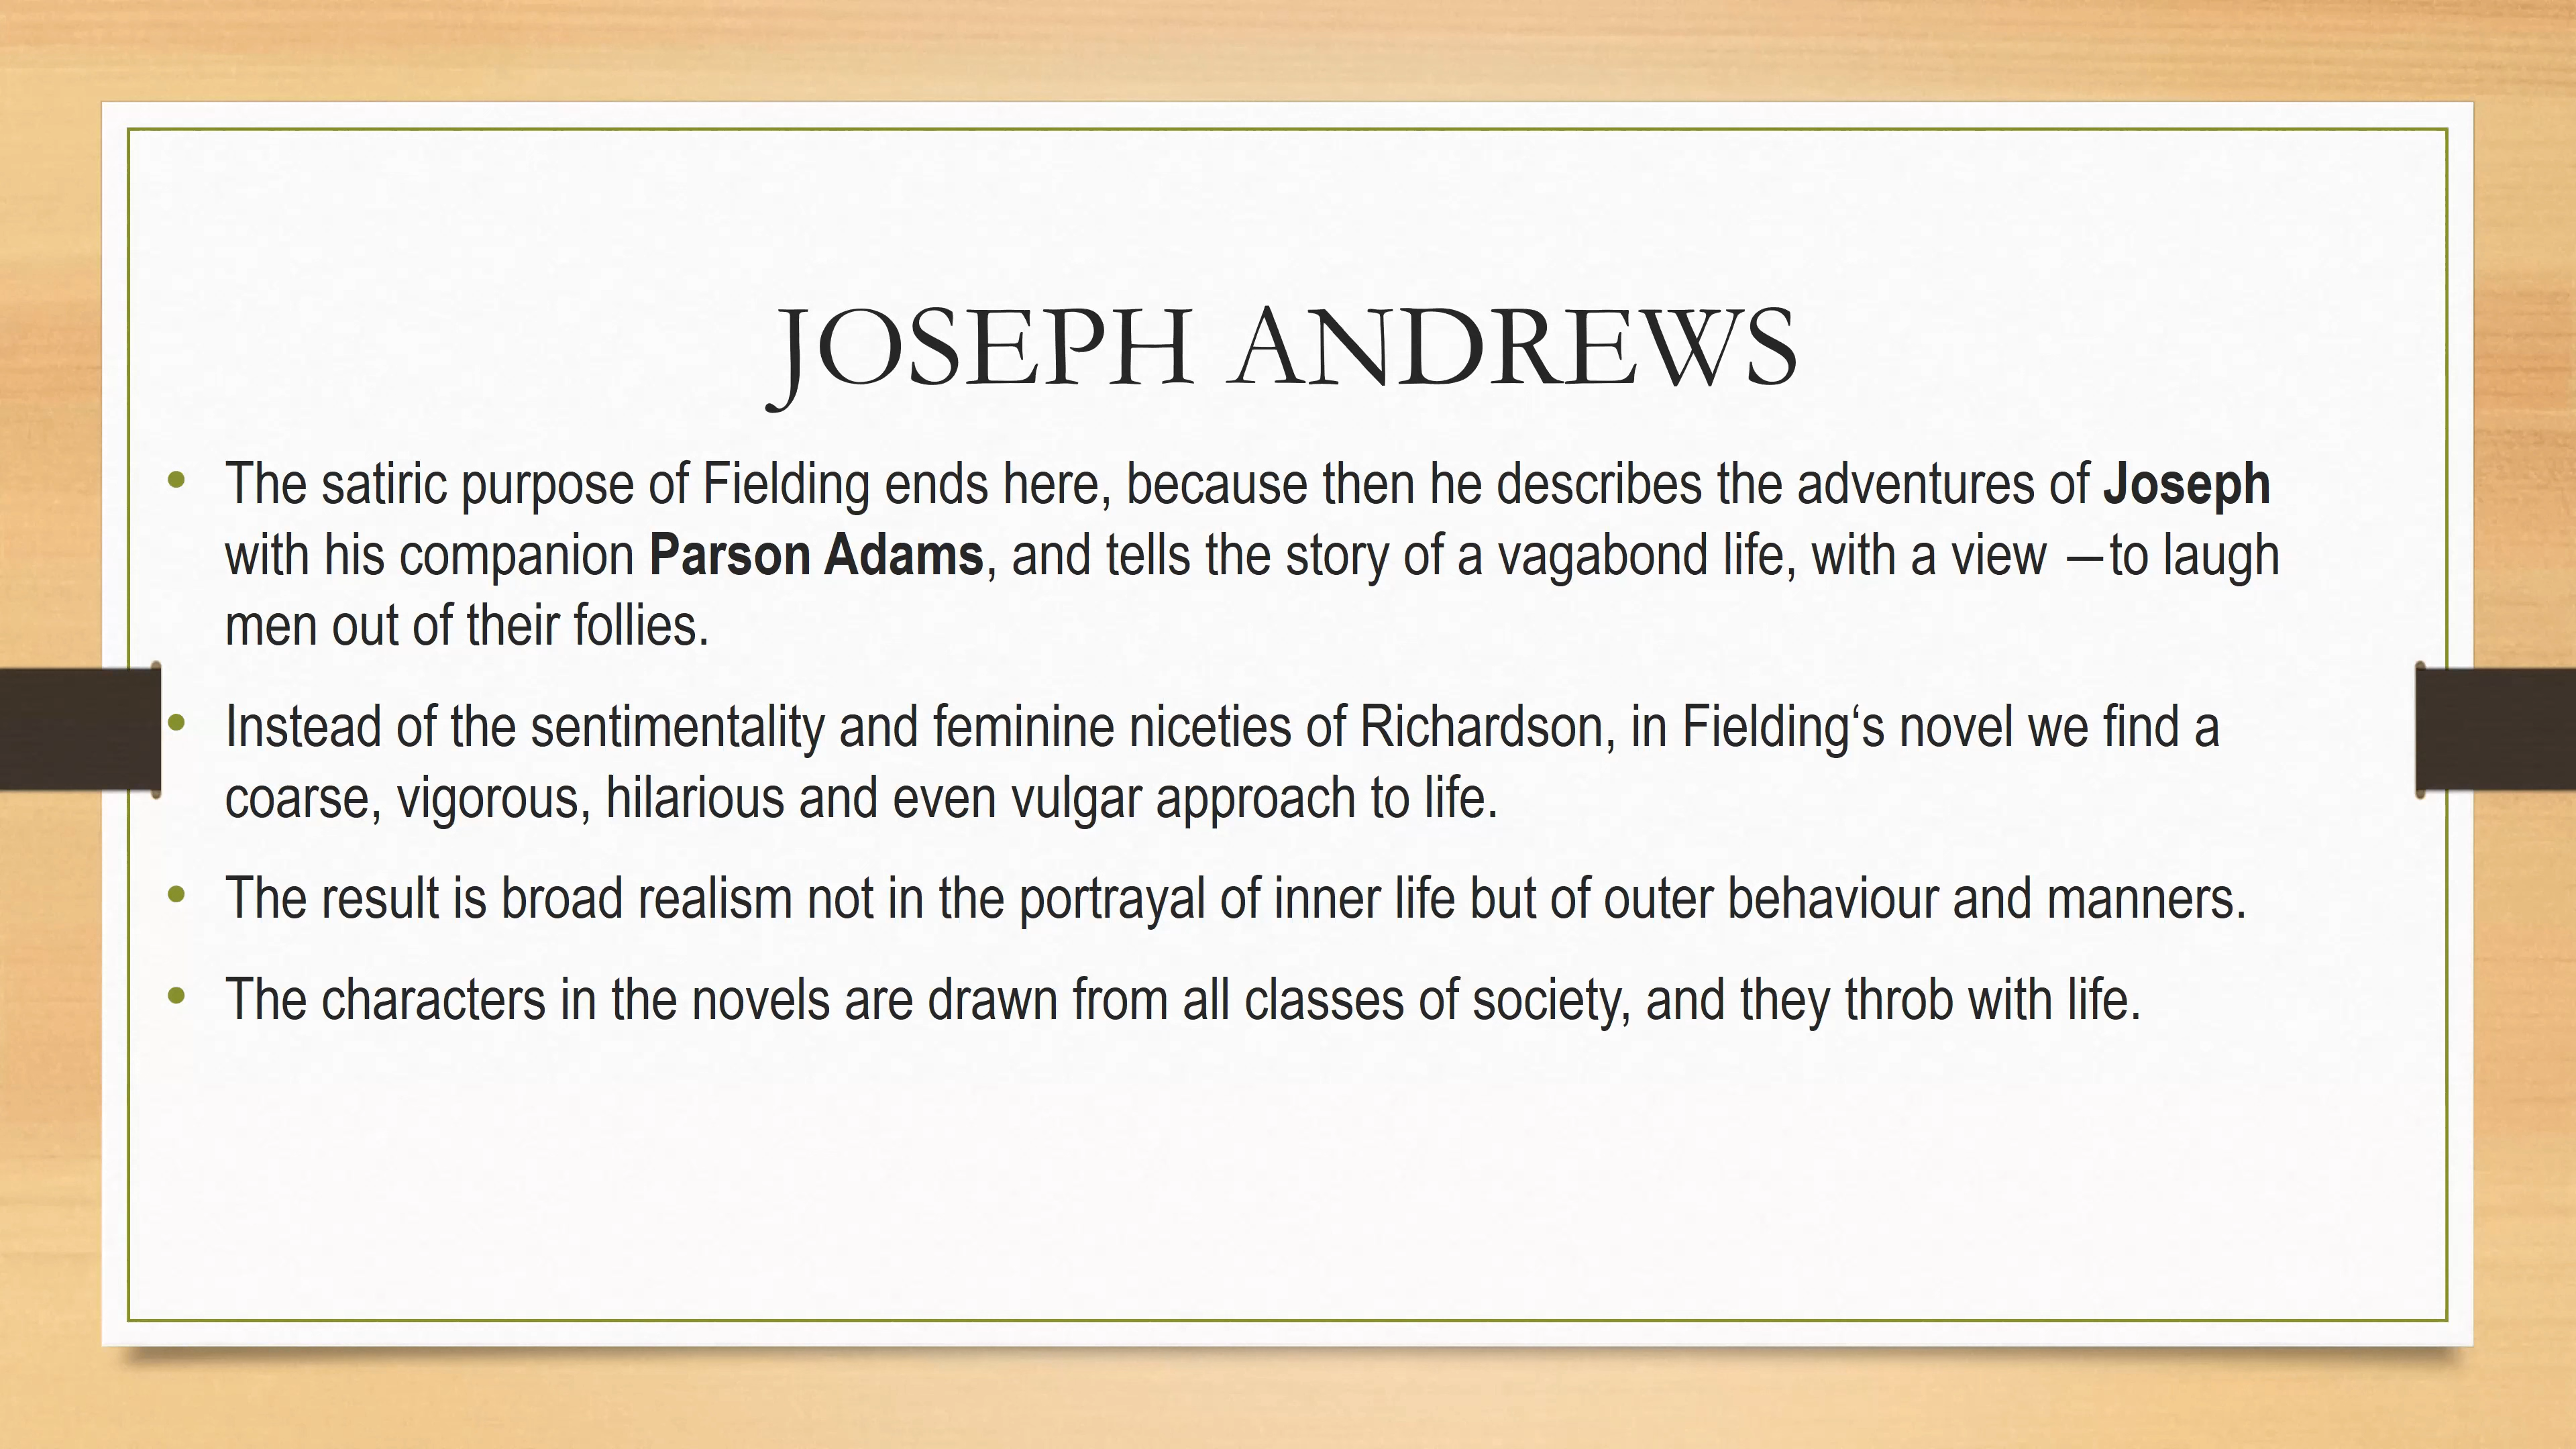 JOSEPH ANDREWS
• The satiric purpose of Fielding ends here, because then he describes the adventures of Joseph
with his companion Parson Adams, and tells the story of a vagabond life, with a view ―to laugh
men out of their follies.
• Instead of the sentimentality and feminine niceties of Richardson, in Fielding‘s novel we find a
coarse, vigorous, hilarious and even vulgar approach to life.
• The result is broad realism not in the portrayal of inner life but of outer behaviour and manners.
• The characters in the novels are drawn from all classes of society, and they throb with life.